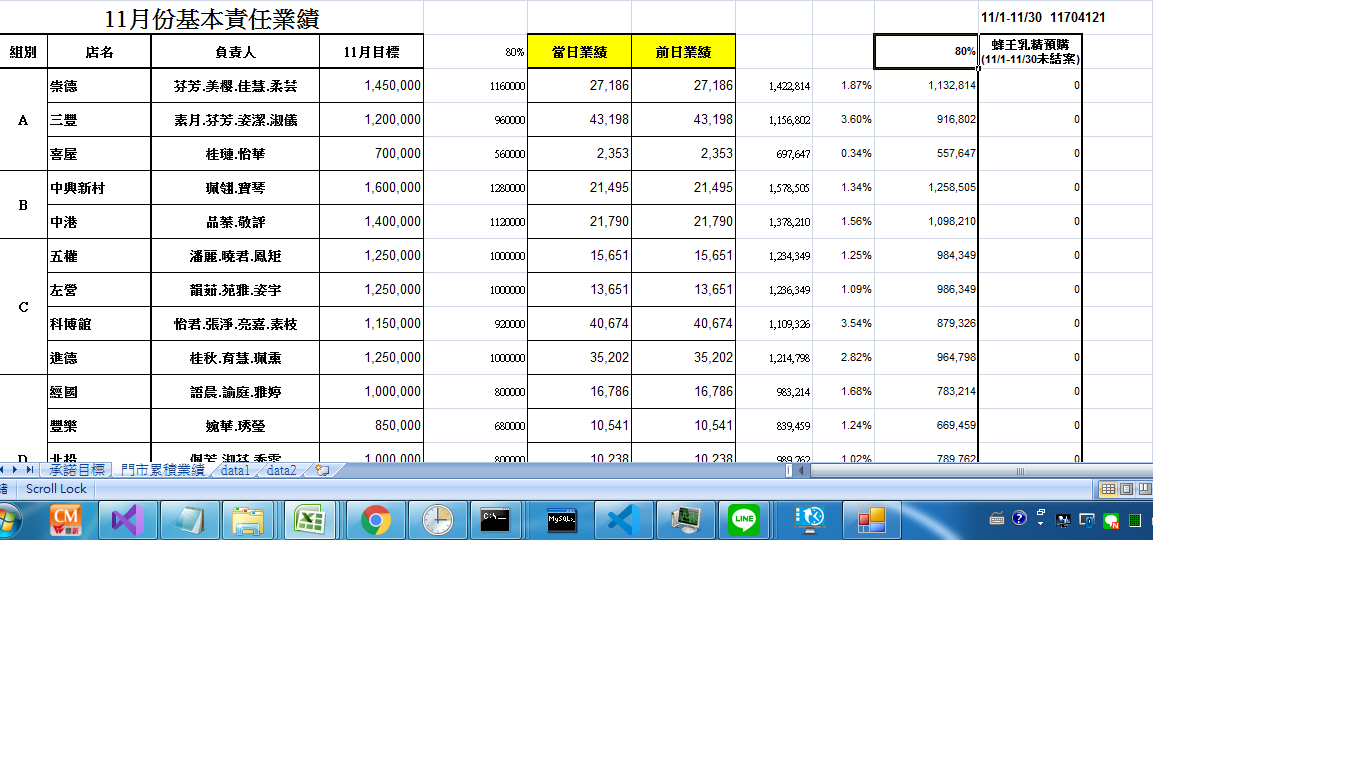 11月份基本責任業績 11/1-11/30 11704121
組別 店名 負責人 11月目標 80% 當日業績 前日業績 80% 蜂王乳精預購
(11/1-11/30未結案)
崇德 芬芳.美櫻.佳慧.柔芸 1,450,000 1160000 27,186 27,186 1,422,814 1.87% 1,132,814 0
A 三豐 素月.芬芳.姿潔.淑儀 1,200,000 960000 43,198 43,198 1,156,802 3.60% 916,802 0
喜屋 桂璉.怡華 700,000 560000 2,353 2,353 697,647 0.34% 557,647 0
B
中興新村 珮翎.寶琴 1,600,000 1280000 21,495 21,495 1,578,505 1.34% 1,258,505 0
中港 品蓁.敬評 1,400,000 1120000 21,790 21,790 1,378,210 1.56% 1,098,210 0
五權 潘麗.曉君.鳳矩 1,250,000 1000000 15,651 15,651 1,234,349 1.25% 984,349 0
C
左營 韻茹.苑雅.姿宇 1,250,000 1000000 13,651 13,651 1,236,349 1.09% 986,349 0
科博館 怡君.張淨.亮嘉.素枝 1,150,000 920000 40,674 40,674 1,109,326 3.54% 879,326 0
進德 桂秋.育慧.珮熏 1,250,000 1000000 35,202 35,202 1,214,798 2.82% 964,798 0
經國 語晨.諭庭.雅婷 1,000,000 800000 16,786 16,786 983,214 1.68% 783,214 0
豐樂 婉華.琇瑩 850,000 680000 10,541 10,541 839,459 1.24% 669,459 0
D 北投 1,000,000 800000 10,238 10,238 989,762 1.02% 789,762 0
承諾目標 門市累積業績 data1 data2
Scroll Lock
CM
C:\
MySQL
LINE